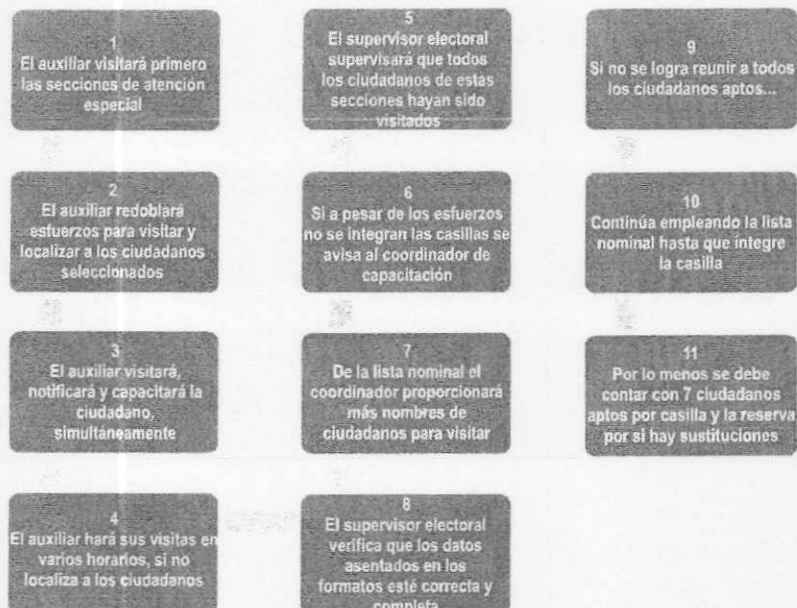 1
El auxiliar visitará primero
las secciones de atención
especial
2
El auxiliar redoblará
esfuerzos para visitar y
localizar a los ciudadanos
seleccionados
3
El auxiliar visitará,
notificará y capacitará la
ciudadano,
simultáneamente
4
El auxiliar hará sus visitas en
varios horarios, si no
localiza a los ciudadanos
5
El supervisor electoral
supervisará que todos
los ciudadanos de estas
secciones hayan sido
visitados
6
Si a pesar de los esfuerzos
no se integran las casillas se
avisa al coordinador de
capacitación
7
De la lista nominal el
coordinador proporcionará
más nombres de
ciudadanos para visitar
8
El supervisor electoral
verifica que los datos
asentados en los
formatos esté correcta y
completa
9
Si no se logra reunir a todos
los ciudadanos aptos...
10
Continúa empleando la lista
nominal hasta que integre
la casilla
11
Por lo menos se debe
contar con 7 ciudadanos
aptos por casilla y la reserva
por si hay sustituciones